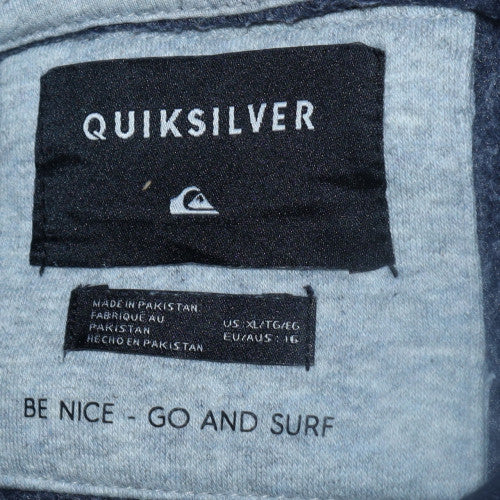 QUIKSILVER
MADE IN PAKISTAN
FABRIQUÉ AU
PAKISTAN
HECHO EN PAKISTAN
US : XL/TG/EG
EU/AUS : 16
BE NICE - GO AND SURF